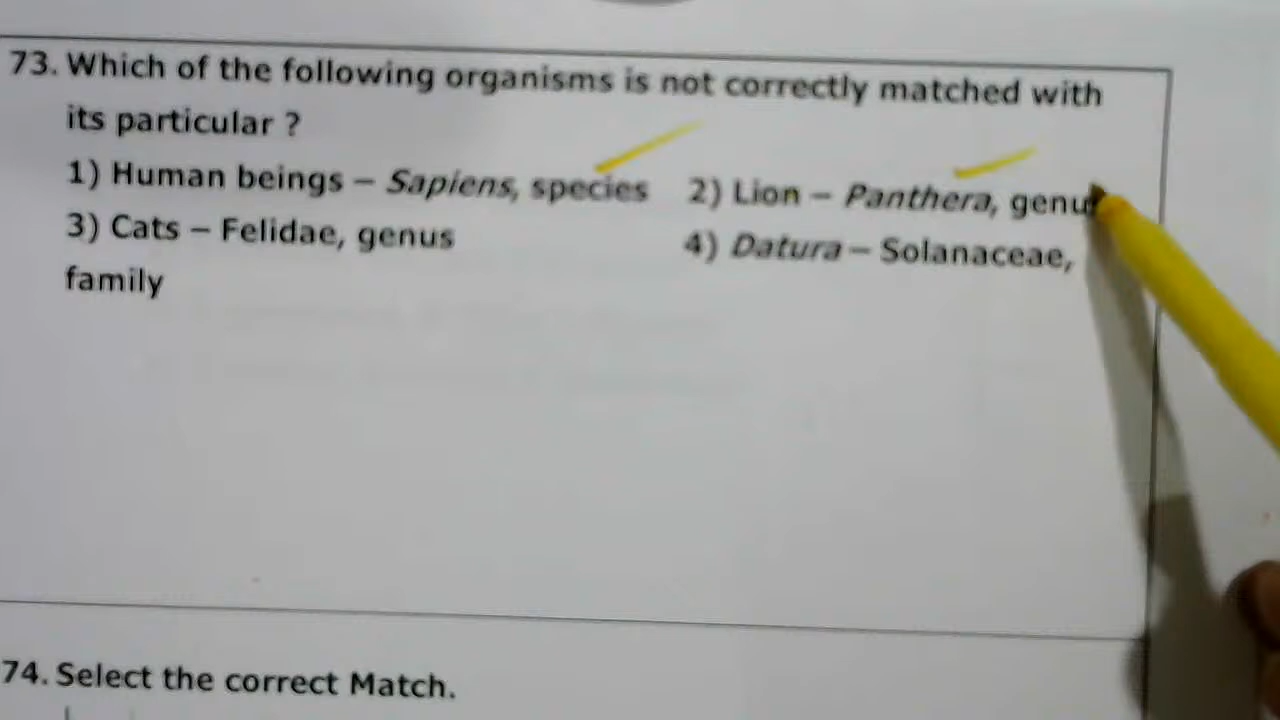 73. Which of the following organisms is not correctly matched with
its particular ?
1) Human beings – Sapiens, species 2) Lion – Panthera, genu
3) Cats – Felidae, genus 4) Datura – Solanaceae,
family
74. Select the correct Match.